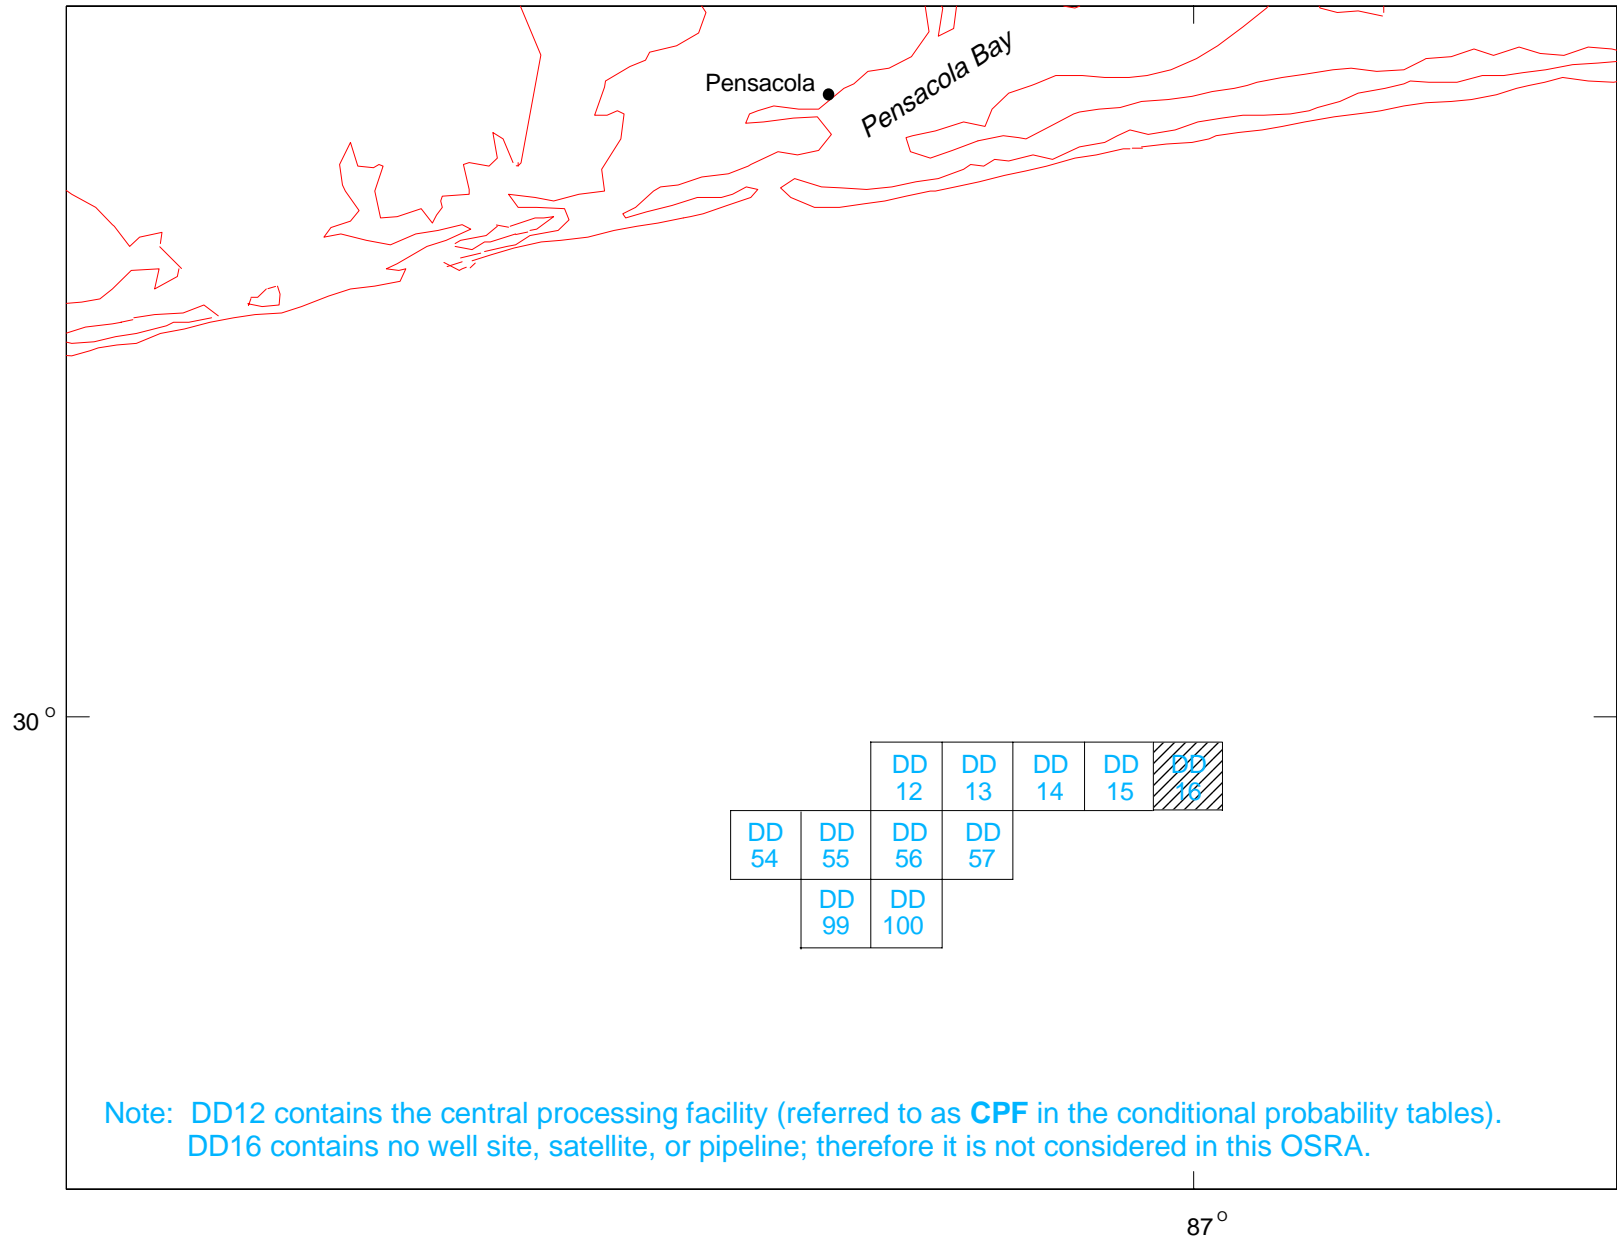 Pensacola
Pensacola Bay
30 °
DD 12
DD 13
DD 14
DD 15
DD 16
DD 54
DD 55
DD 56
DD 57
DD 99
DD 100
Note: DD12 contains the central processing facility (referred to as CPF in the conditional probability tables).
DD16 contains no well site, satellite, or pipeline; therefore it is not considered in this OSRA.
87 °